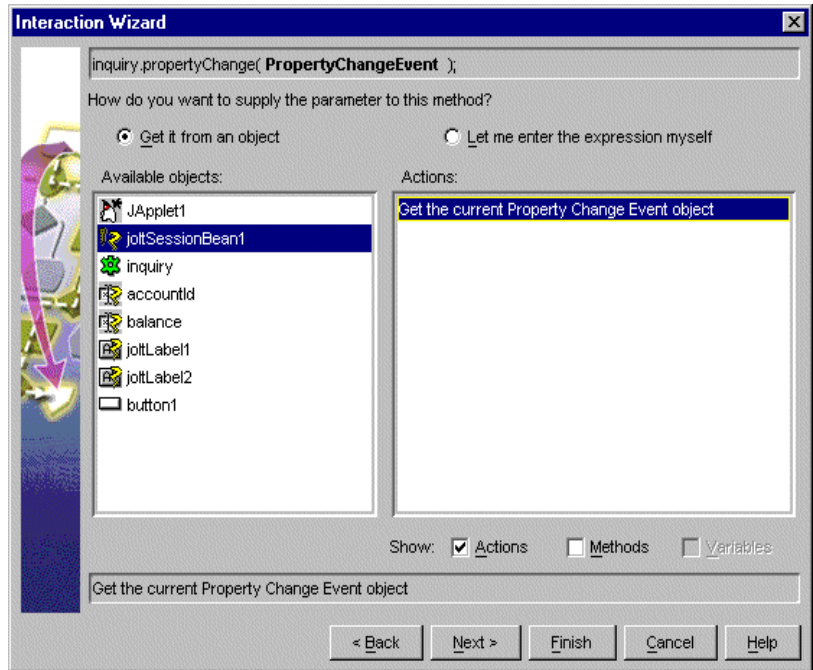 Interaction Wizard
inquiry.propertyChange( PropertyChangeEvent );
How do you want to supply the parameter to this method?
Get it from an object
Let me enter the expression myself
Available objects:
Actions:
JApplet1
joltSessionBean1
inquiry
accountId
balance
joltLabel1
joltLabel2
button1
Get the current Property Change Event object
Show: Actions Methods Variables
Get the current Property Change Event object
< Back Next > Finish Cancel Help